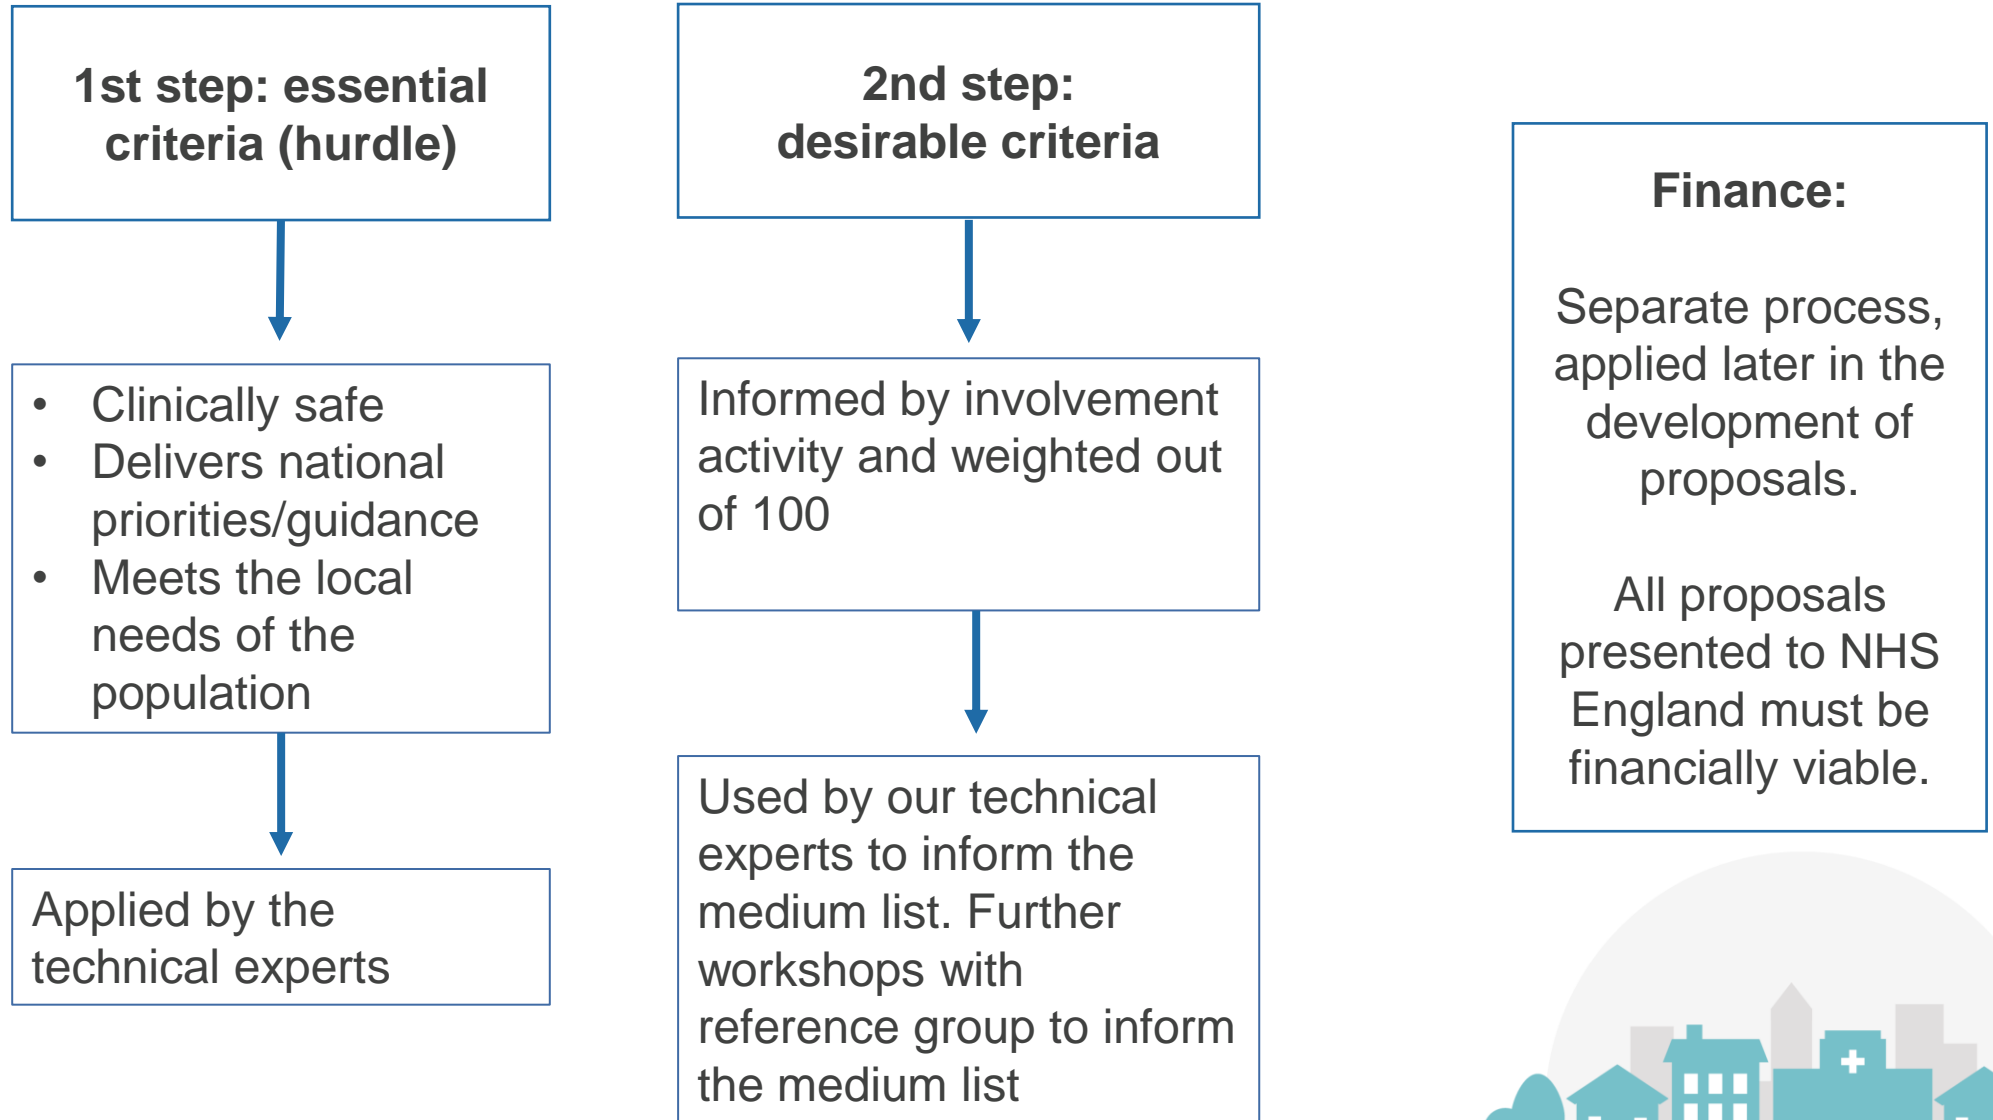 1st step: essential
criteria (hurdle)
• Clinically safe
• Delivers national
priorities/guidance
• Meets the local
needs of the
population
Applied by the
technical experts
2nd step:
desirable criteria
Informed by involvement
activity and weighted out
of 100
Used by our technical
experts to inform the
medium list. Further
workshops with
reference group to inform
the medium list
Finance:
Separate process,
applied later in the
development of
proposals.
All proposals
presented to NHS
England must be
financially viable.